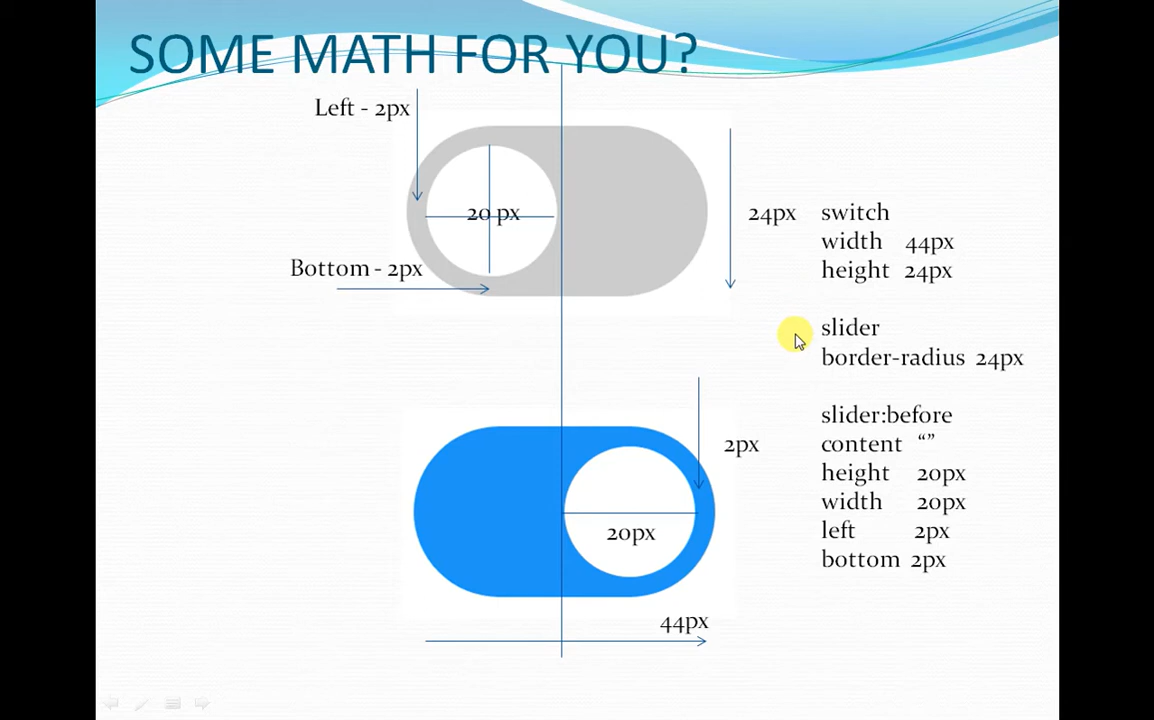 SOME MATH FOR YOU?
Left - 2px
20 px
Bottom - 2px
24px
switch
width 44px
height 24px
slider
border-radius 24px
slider:before
content “”
height 20px
width 20px
left 2px
bottom 2px
2px
20px
44px